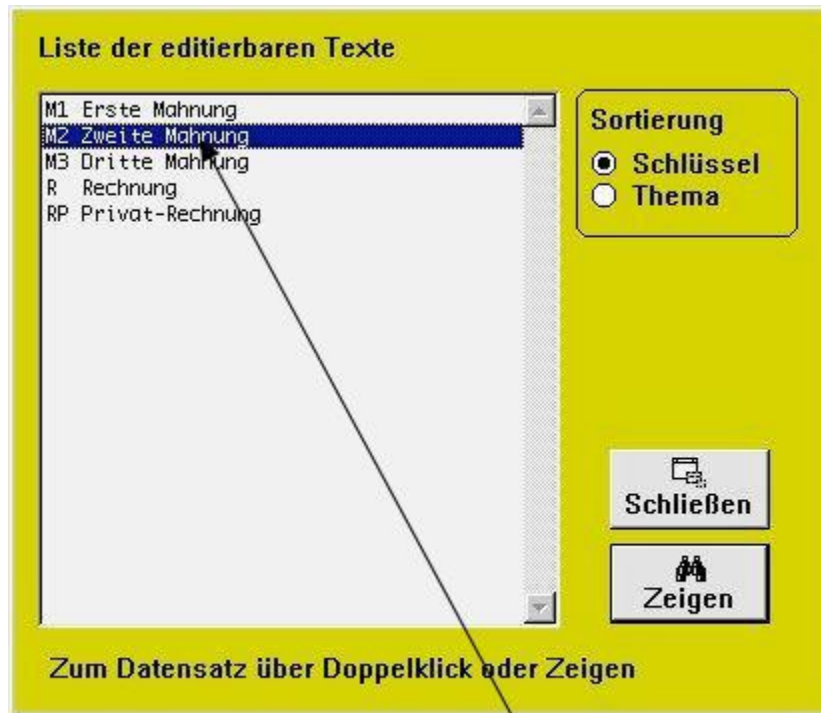 Liste der editierbaren Texte
M1 Erste Mahnung
M2 Zweite Mahnung
M3 Dritte Mahnung
R Rechnung
RP Privat-Rechnung
Sortierung
Schlüssel
Thema
Schließen
Zeigen
Zum Datensatz über Doppelklick oder Zeigen